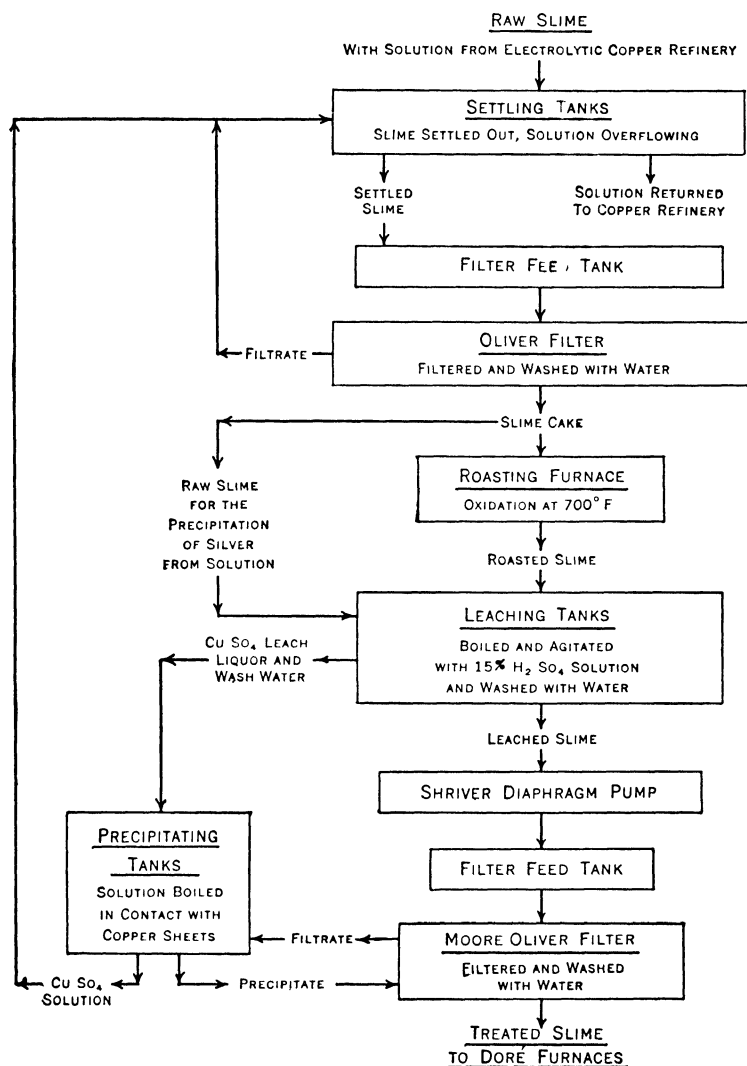 RAW SLIME
WITH SOLUTION FROM ELECTROLYTIC COPPER REFINERY
SETTLING TANKS
SLIME SETTLED OUT, SOLUTION OVERFLOWING
SETTLED
SLIME
SOLUTION RETURNED
TO COPPER REFINERY
FILTER FEE TANK
OLIVER FILTER
FILTERED AND WASHED WITH WATER
FILTRATE
SLIME CAKE
ROASTING FURNACE
OXIDATION AT 700° F
RAW SLIME
FOR THE
PRECIPITATION
OF SILVER
FROM SOLUTION
ROASTED SLIME
LEACHING TANKS
BOILED AND AGITATED
WITH 15% H2 SO4 SOLUTION
AND WASHED WITH WATER
CU SO4 LEACH
LIQUOR AND
WASH WATER
LEACHED SLIME
SHRIVER DIAPHRAGM PUMP
PRECIPITATING
TANKS
SOLUTION BOILED
IN CONTACT WITH
COPPER SHEETS
FILTER FEED TANK
FILTRATE
MOORE OLIVER FILTER
EILTERED AND WASHED
WITH WATER
CU SO4
SOLUTION
PRECIPITATE
TREATED SLIME
TO DORÉ FURNACES